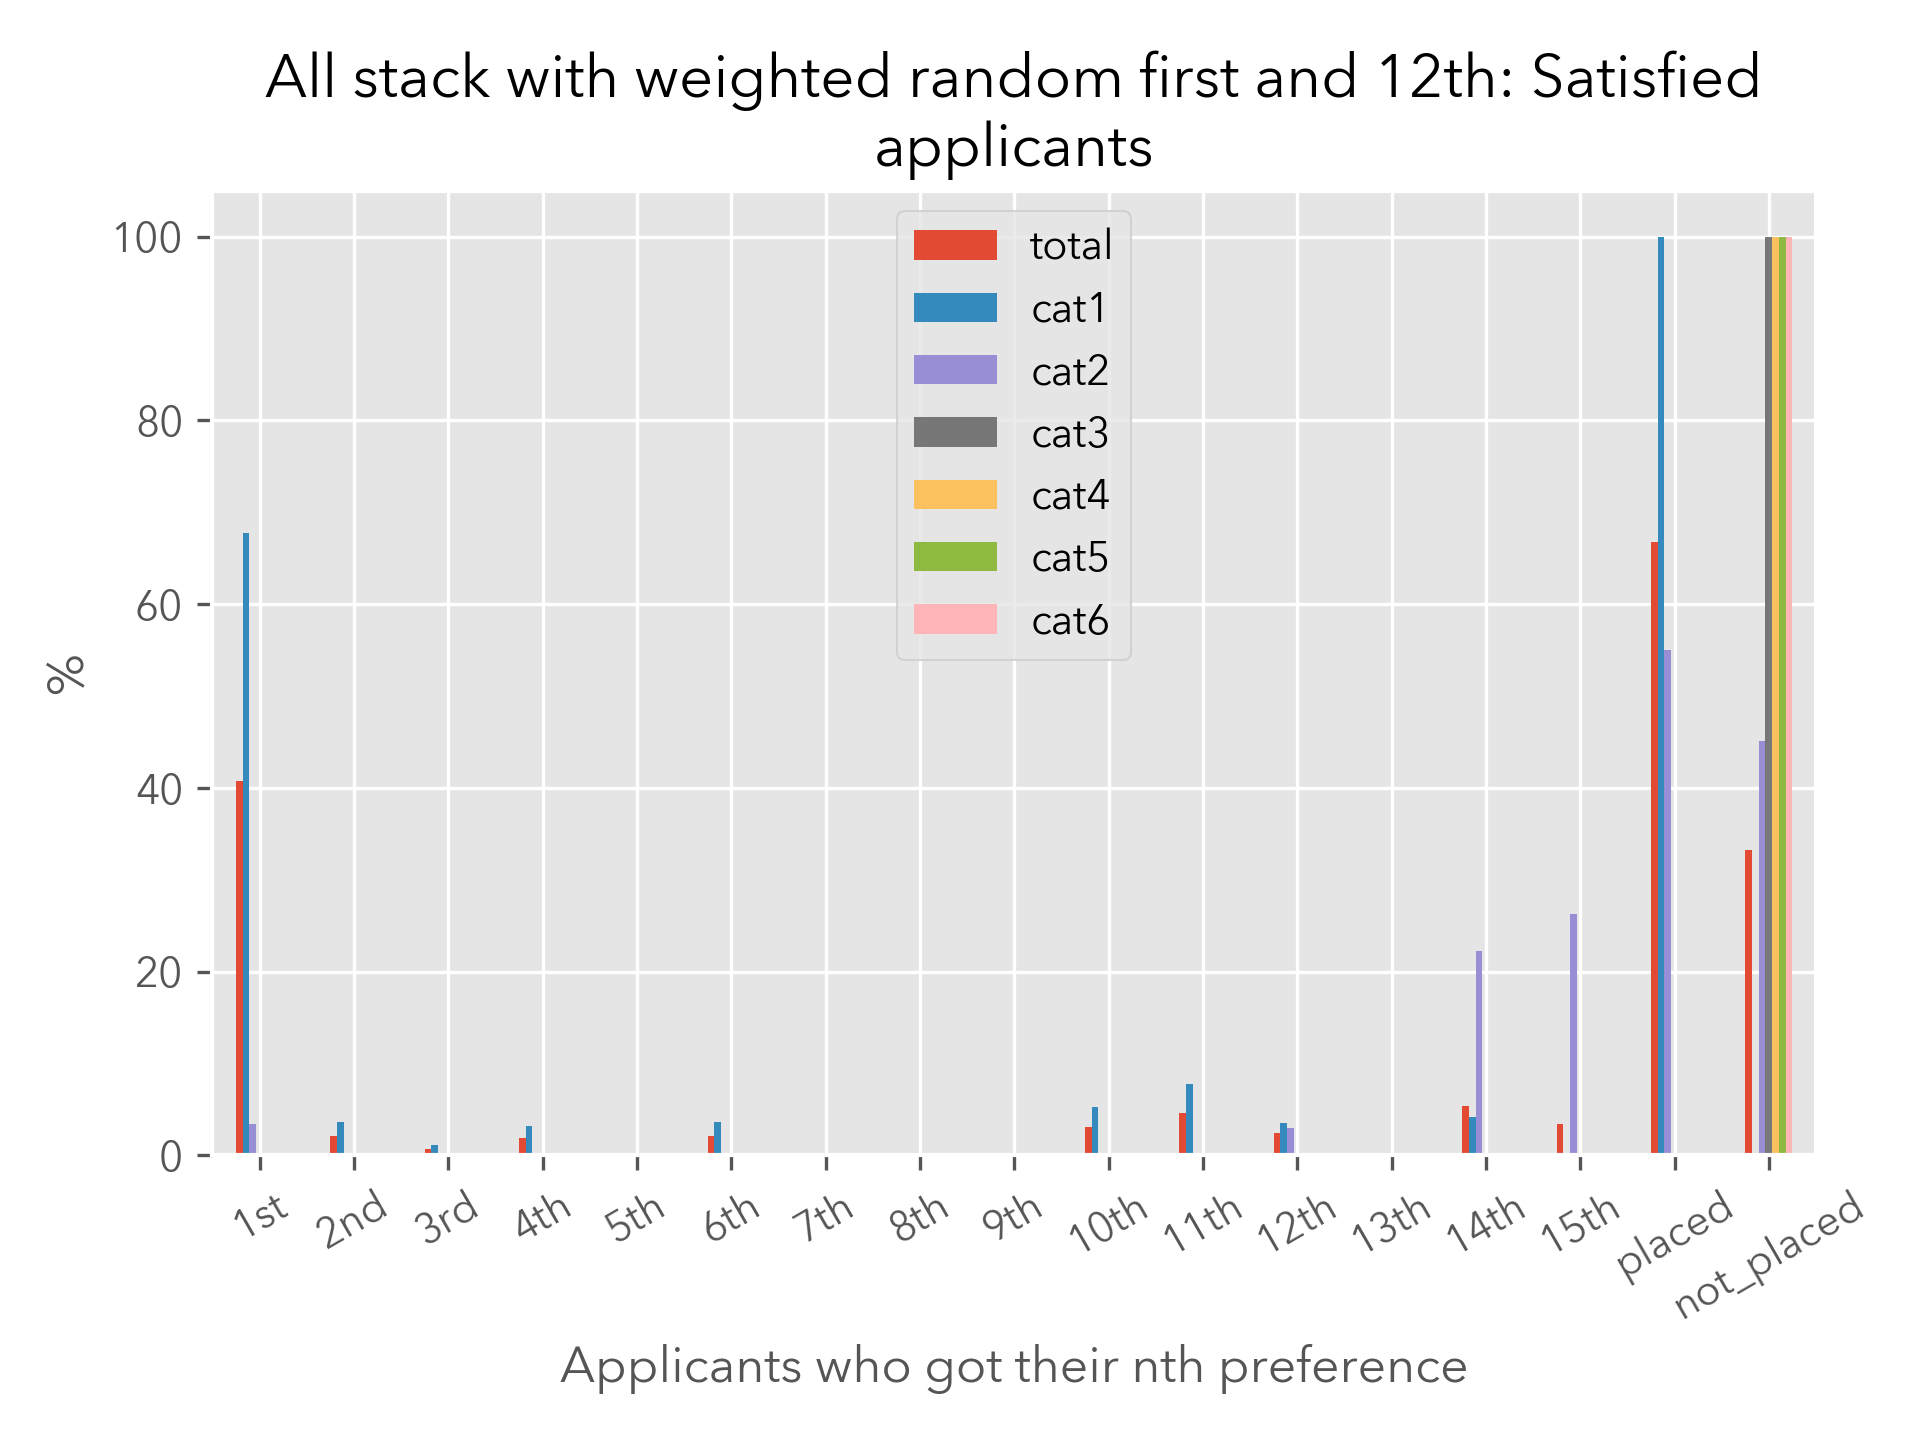 All stack with weighted random first and 12th: Satisfied
applicants
total
cat1
cat2
cat3
cat4
cat5
cat6
100
80
60
40
20
0
%
1st
2nd
3rd
4th
5th
6th
7th
8th
9th
10th
11th
12th
13th
14th
15th
placed
not_placed
Applicants who got their nth preference